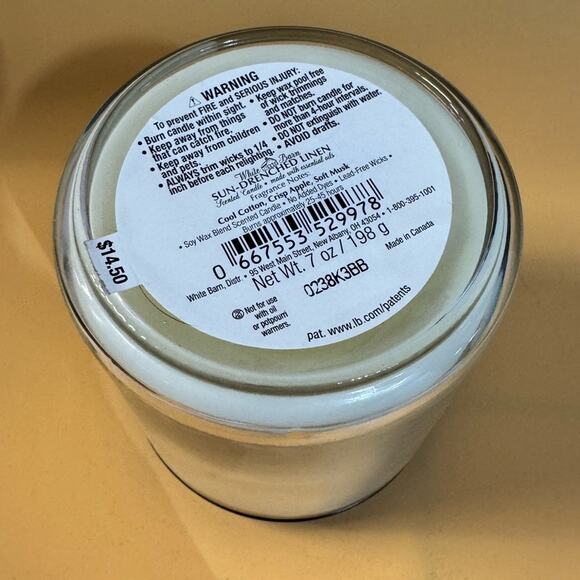 ⚠ WARNING
To prevent FIRE and SERIOUS INJURY:
• Burn candle within sight.
• Keep away from things
that can catch fire.
• Keep away from children
and pets.
• ALWAYS trim wicks to 1/4
inch before each relighting.
• Keep wax pool free
of wick trimmings
and matches.
• DO NOT burn candle for
more than 4-hour intervals.
• DO NOT extinguish with water.
• AVOID drafts.
White Barn
SUN-DRENCHED LINEN
Scented Candle • made with essential oils
Fragrance Notes:
Cool Cotton, Crisp Apple, Soft Musk
• Soy Wax Blend Scented Candle • No Added Dyes • Lead-Free Wicks •
Burns approximately 25-45 hours
0 667553 529978
White Barn, Distr. • 95 West Main Street, New Albany, OH 43054 • 1-800-395-1001
Net Wt. 7 oz / 198 g
Made in Canada
0238K3BB
Not for use
with oil
or potpourri
warmers.
pat. www.lb.com/patents
$14.50